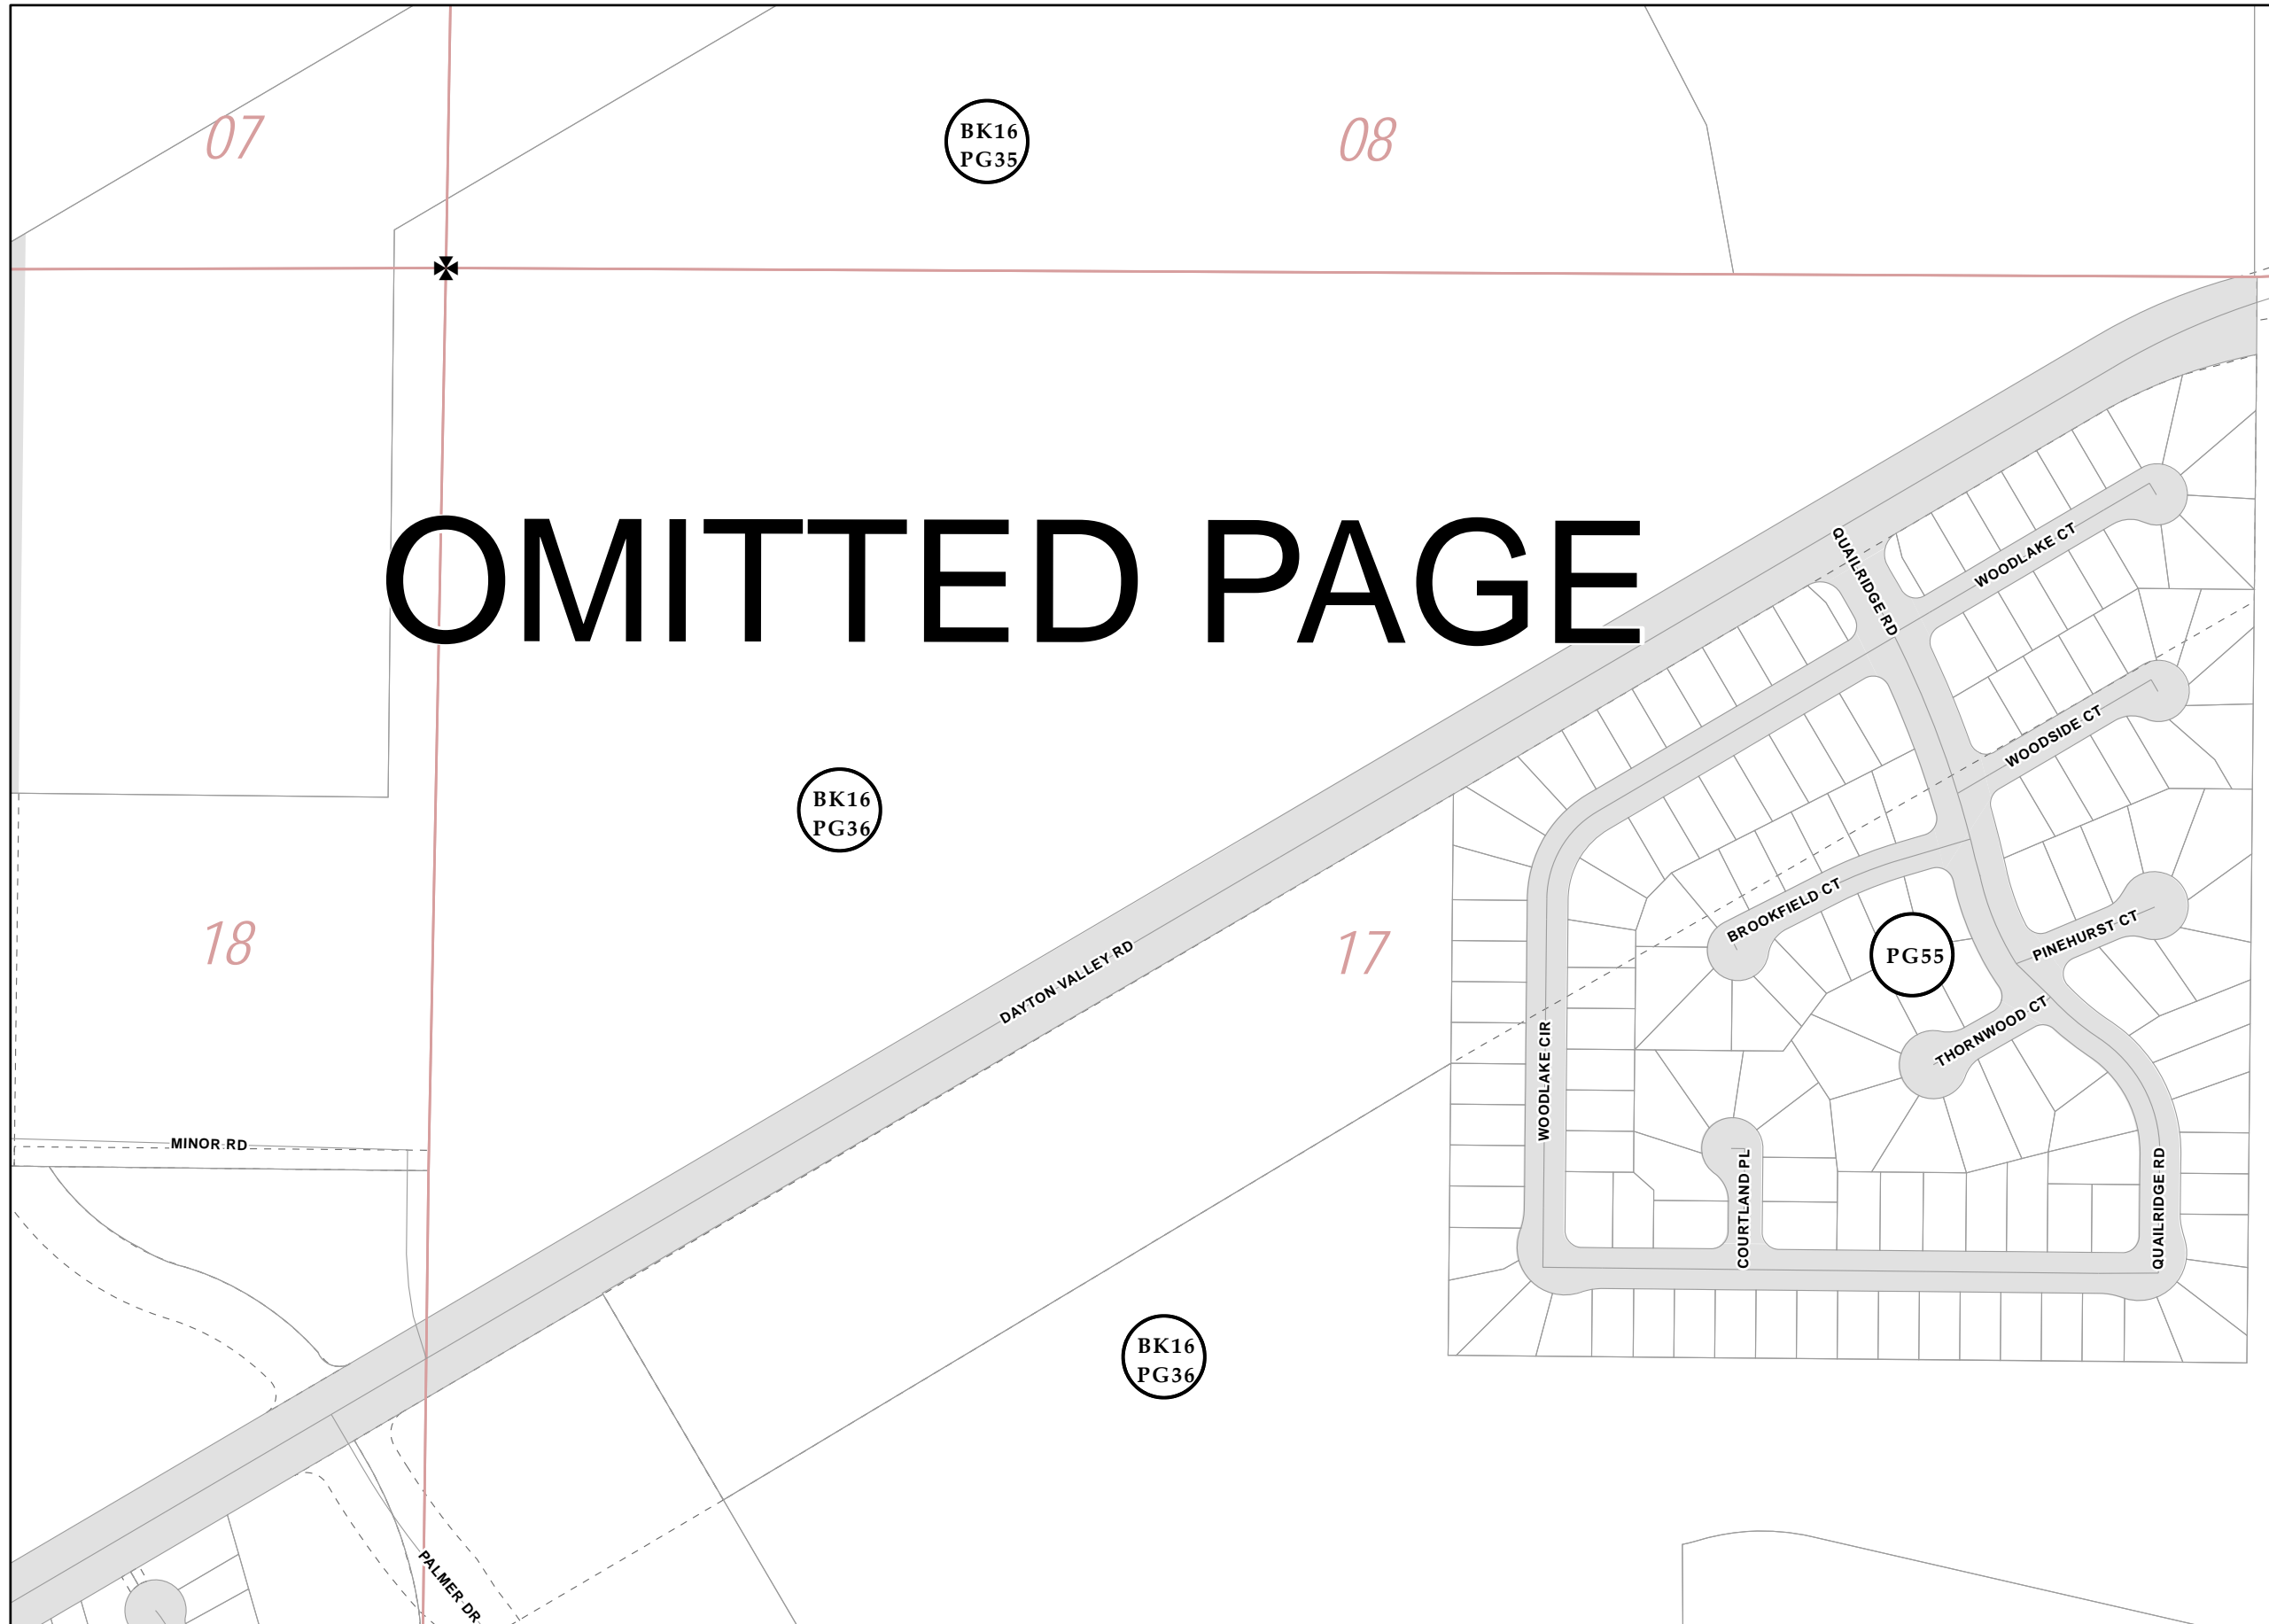 07
BK16
PG35
08
OMITTED PAGE
QUAILRIDGE RD
WOODLAKE CT
WOODSIDE CT
BK16
PG36
18
DAYTON VALLEY RD
17
BROOKFIELD CT
PG55
PINEHURST CT
THORNWOOD CT
WOODLAKE CIR
MINOR RD
COURTLAND PL
QUAILRIDGE RD
BK16
PG36
PALMER DR